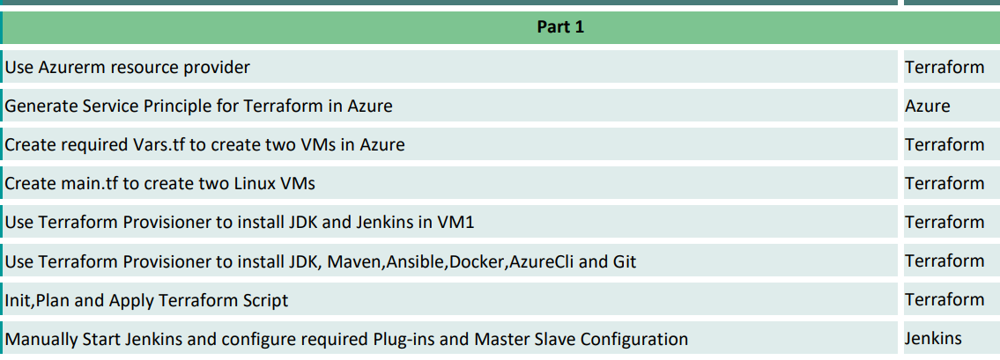 Part 1
Use Azurerm resource provider Terraform
Generate Service Principle for Terraform in Azure Azure
Create required Vars.tf to create two VMs in Azure Terraform
Create main.tf to create two Linux VMs Terraform
Use Terraform Provisioner to install JDK and Jenkins in VM1 Terraform
Use Terraform Provisioner to install JDK, Maven,Ansible,Docker,AzureCli and Git Terraform
Init,Plan and Apply Terraform Script Terraform
Manually Start Jenkins and configure required Plug-ins and Master Slave Configuration Jenkins